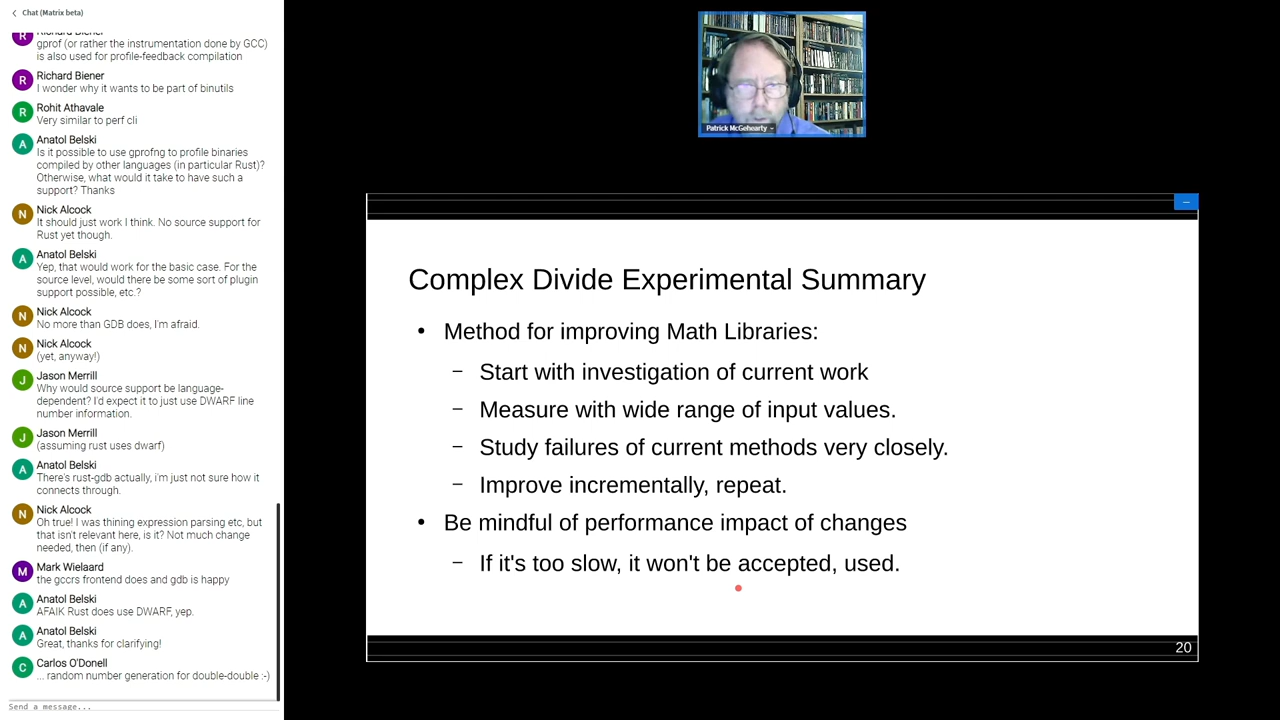 Chat (Matrix beta)
Richard Biener
gprof (or rather the instrumentation done by GCC)
is also used for profile-feedback compilation
R
Richard Biener
I wonder why it wants to be part of binutils
R
Rohit Athavale
Very similar to perf cli
A
Anatol Belski
Is it possible to use gprofng to profile binaries
compiled by other languages (in particular Rust)?
Otherwise, what would it take to have such a
support? Thanks
N
Nick Alcock
It should just work I think. No source support for
Rust yet though.
A
Anatol Belski
Yep, that would work for the basic case. For the
source level, would there be some sort of plugin
support possible, etc.?
N
Nick Alcock
No more than GDB does, I'm afraid.
N
Nick Alcock
(yet, anyway!)
J
Jason Merrill
Why would source support be language-
dependent? I'd expect it to just use DWARF line
number information.
J
Jason Merrill
(assuming rust uses dwarf)
A
Anatol Belski
There's rust-gdb actually, i'm just not sure how it
connects through.
N
Nick Alcock
Oh true! I was thining expression parsing etc, but
that isn't relevant here, is it? Not much change
needed, then (if any).
M
Mark Wielaard
the gccrs frontend does and gdb is happy
A
Anatol Belski
AFAIK Rust does use DWARF, yep.
A
Anatol Belski
Great, thanks for clarifying!
C
Carlos O'Donell
... random number generation for double-double :-)
Send a message...
Patrick McGehearty
Complex Divide Experimental Summary
• Method for improving Math Libraries:
– Start with investigation of current work
– Measure with wide range of input values.
– Study failures of current methods very closely.
– Improve incrementally, repeat.
• Be mindful of performance impact of changes
– If it's too slow, it won't be accepted, used.
20